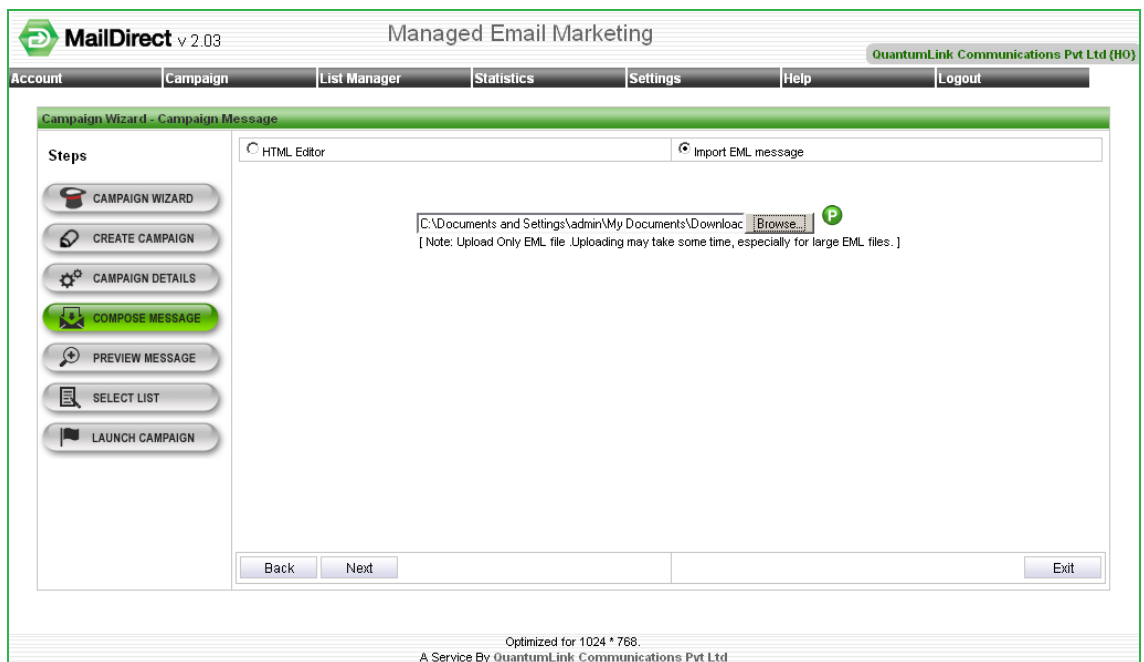 MailDirect v 2.03
Managed Email Marketing
QuantumLink Communications Pvt Ltd {HO}
Account Campaign List Manager Statistics Settings Help Logout
Campaign Wizard - Campaign Message
Steps
HTML Editor
Import EML message
CAMPAIGN WIZARD
CREATE CAMPAIGN
CAMPAIGN DETAILS
COMPOSE MESSAGE
PREVIEW MESSAGE
SELECT LIST
LAUNCH CAMPAIGN
C:\Documents and Settings\admin\My Documents\Downloac Browse... P
[ Note: Upload Only EML file .Uploading may take some time, especially for large EML files. ]
Back Next Exit
Optimized for 1024 * 768.
A Service By QuantumLink Communications Pvt Ltd